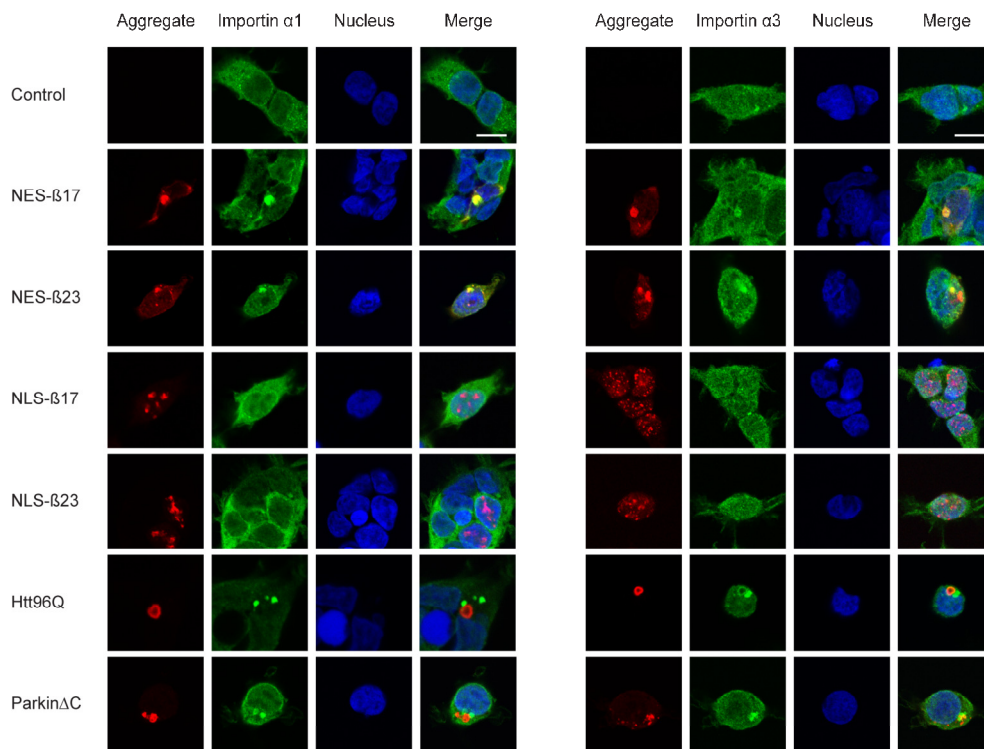 Aggregate Importin α1 Nucleus Merge Aggregate Importin α3 Nucleus Merge
Control
NES-ß17
NES-ß23
NLS-ß17
NLS-ß23
Htt96Q
ParkinΔC